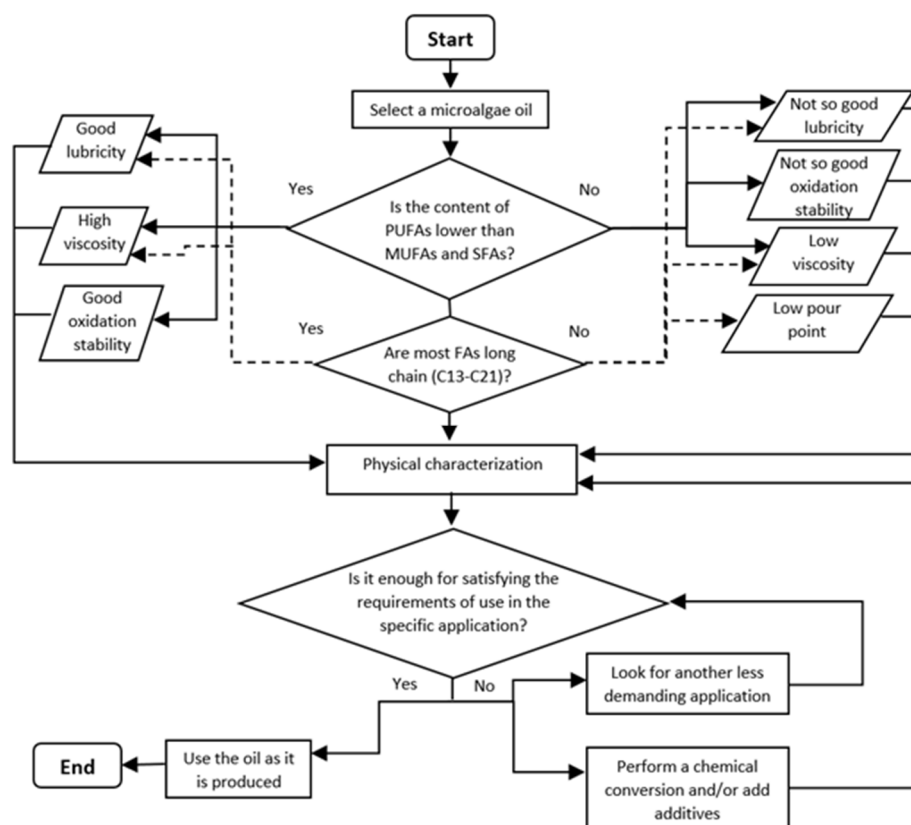 Start
Select a microalgae oil
Good
lubricity
Not so good
lubricity
Yes
No
Not so good
oxidation
stability
Is the content of
PUFAs lower than
MUFAs and SFAs?
High
viscosity
Low
viscosity
Good
oxidation
stability
Low pour
point
Yes
No
Are most FAs long
chain (C13-C21)?
Physical characterization
Is it enough for satisfying the
requirements of use in the
specific application?
Yes
No
Look for another less
demanding application
End
Use the oil as it
is produced
Perform a chemical
conversion and/or add
additives